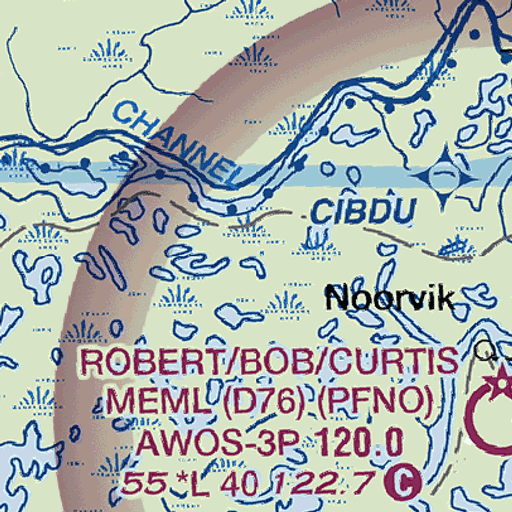 CHANNEL
CIBDU
Noorvik
ROBERT/BOB/CURTIS
MEML (D76) (PFNO)
AWOS-3P 120.0
55 *L 40 122.7 C